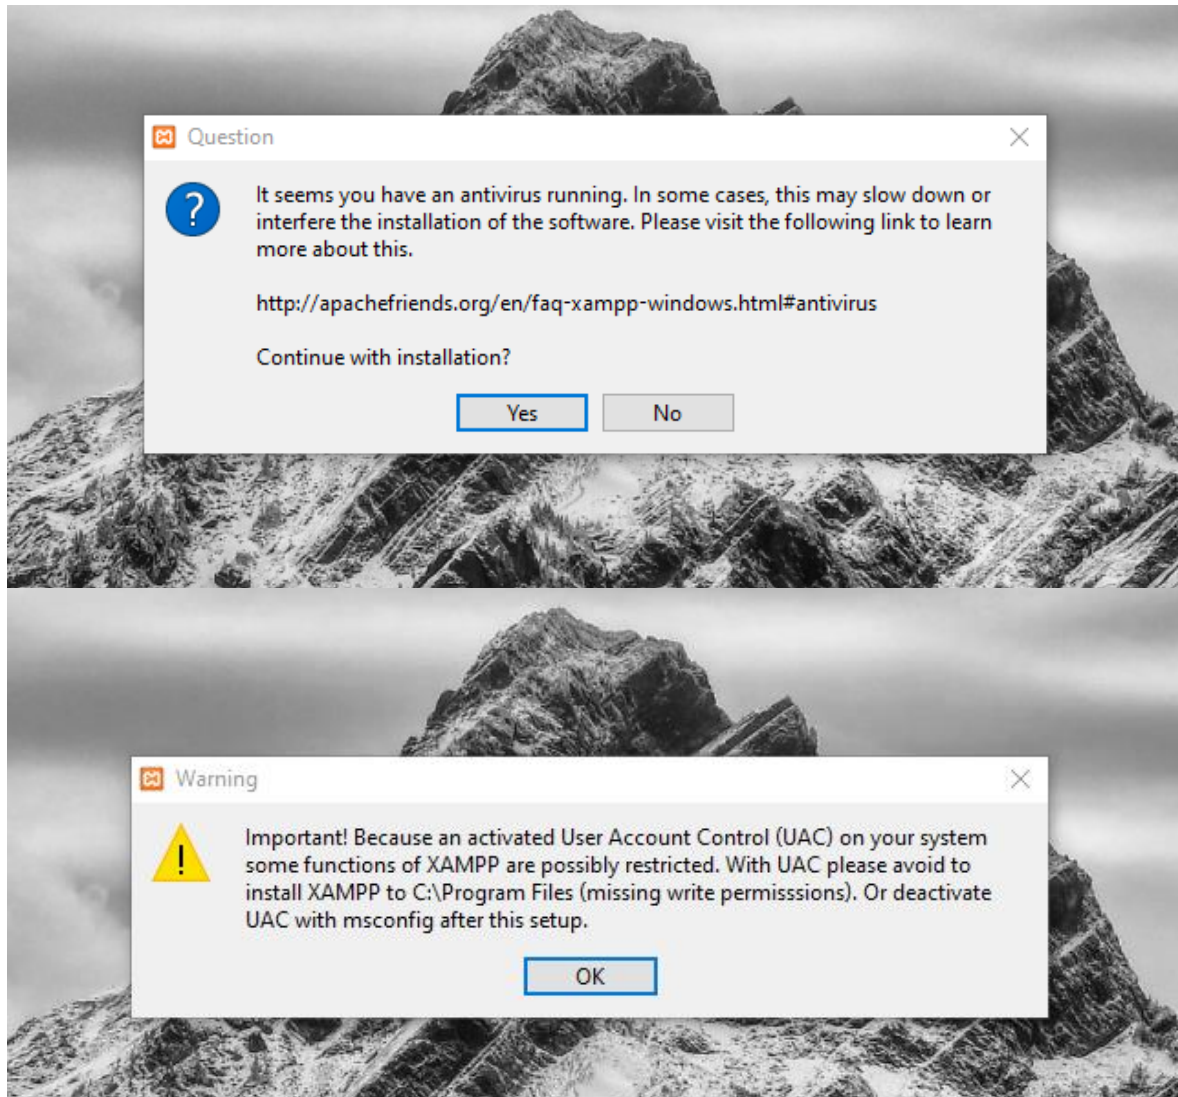 Question
It seems you have an antivirus running. In some cases, this may slow down or
interfere the installation of the software. Please visit the following link to learn
more about this.
http://apachefriends.org/en/faq-xampp-windows.html#antivirus
Continue with installation?
Yes No
Warning
Important! Because an activated User Account Control (UAC) on your system
some functions of XAMPP are possibly restricted. With UAC please avoid to
install XAMPP to C:\Program Files (missing write permisssions). Or deactivate
UAC with msconfig after this setup.
OK